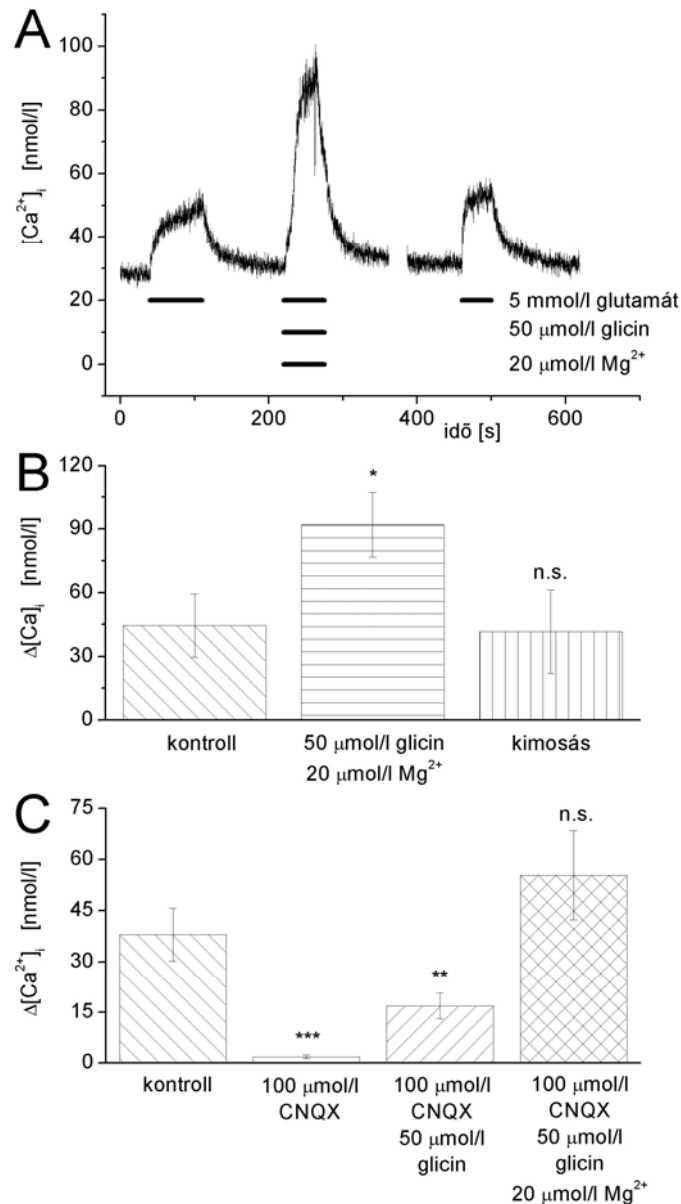 A
[Ca²⁺]ᵢ [nmol/l]
100
80
60
40
20
0
5 mmol/l glutamát
50 μmol/l glicin
20 μmol/l Mg²⁺
0
200
400
600
idő [s]
B
Δ[Ca]ᵢ [nmol/l]
120
90
60
30
0
*
n.s.
kontroll
50 μmol/l glicin
20 μmol/l Mg²⁺
kimosás
C
Δ[Ca²⁺]ᵢ [nmol/l]
75
60
45
30
15
0
***
**
n.s.
kontroll
100 μmol/l
CNQX
100 μmol/l
CNQX
50 μmol/l
glicin
100 μmol/l
CNQX
50 μmol/l
glicin
20 μmol/l Mg²⁺